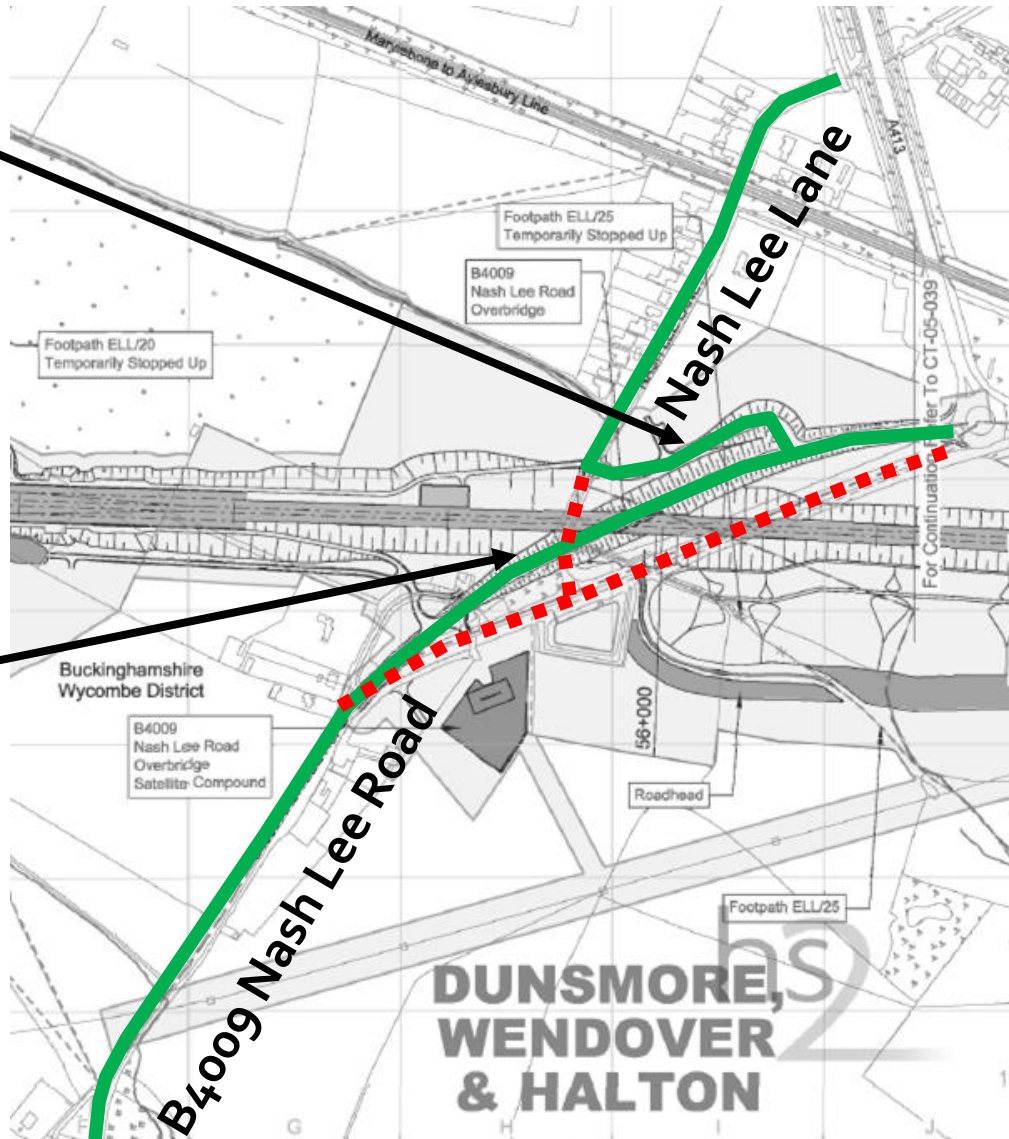 Marylebone to Aylesbury Line
A413
Nash Lee Lane
Footpath ELL/25
Temporarily Stopped Up
B4009
Nash Lee Road
Overbridge
Footpath ELL/20
Temporarily Stopped Up
For Continuation Refer To CT-05-039
Buckinghamshire
Wycombe District
B4009
Nash Lee Road
Overbridge
Satellite Compound
B4009 Nash Lee Road
56+000
Roadhead
Footpath ELL/25
hs2
DUNSMORE,
WENDOVER
& HALTON
F
G
H
I
J
1